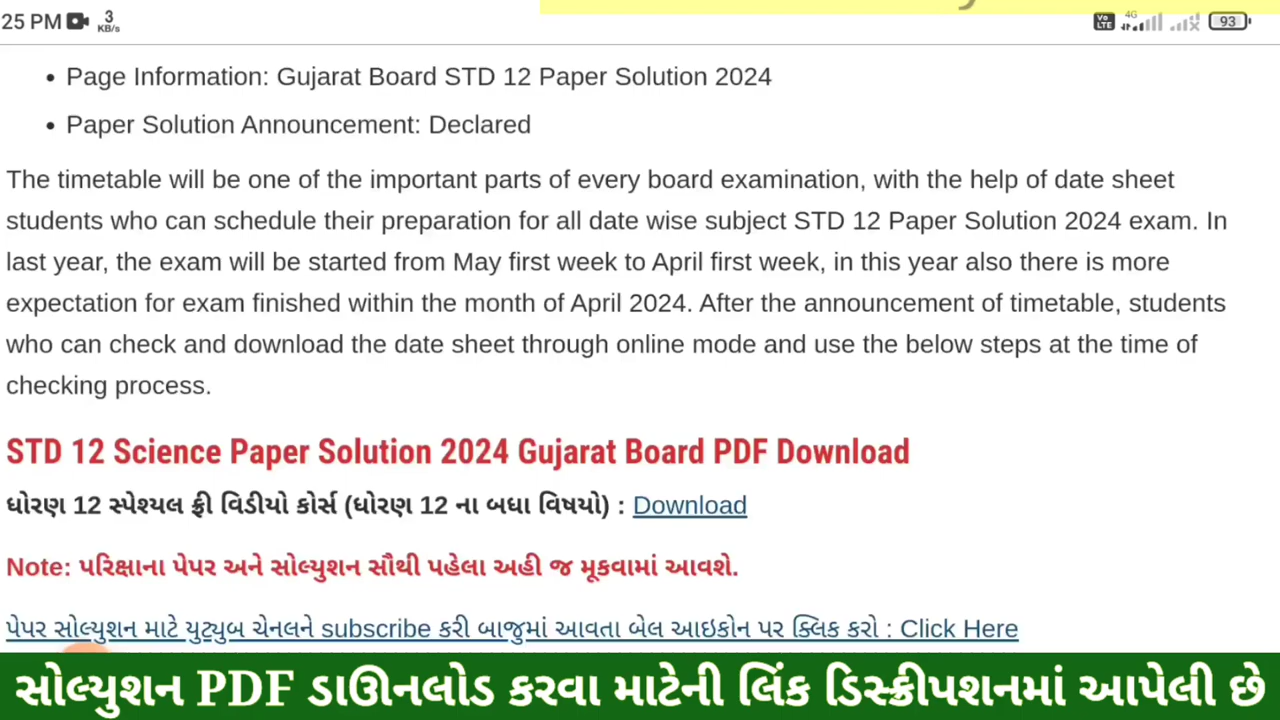 25 PM 3 KB/s Vo LTE 4G 93
• Page Information: Gujarat Board STD 12 Paper Solution 2024
• Paper Solution Announcement: Declared
The timetable will be one of the important parts of every board examination, with the help of date sheet
students who can schedule their preparation for all date wise subject STD 12 Paper Solution 2024 exam. In
last year, the exam will be started from May first week to April first week, in this year also there is more
expectation for exam finished within the month of April 2024. After the announcement of timetable, students
who can check and download the date sheet through online mode and use the below steps at the time of
checking process.
STD 12 Science Paper Solution 2024 Gujarat Board PDF Download
ધોરણ 12 સ્પેશ્યલ ફ્રી વિડીયો કોર્સ (ધોરણ 12 ના બધા વિષયો) : Download
Note: પરિક્ષાના પેપર અને સોલ્યુશન સૌથી પહેલા અહી જ મૂકવામાં આવશે.
પેપર સોલ્યુશન માટે યુટ્યુબ ચેનલને subscribe કરી બાજુમાં આવતા બેલ આઇકોન પર ક્લિક કરો : Click Here
સોલ્યુશન PDF ડાઊનલોડ કરવા માટેની લિંક ડિસ્ક્રીપશનમાં આપેલી છે